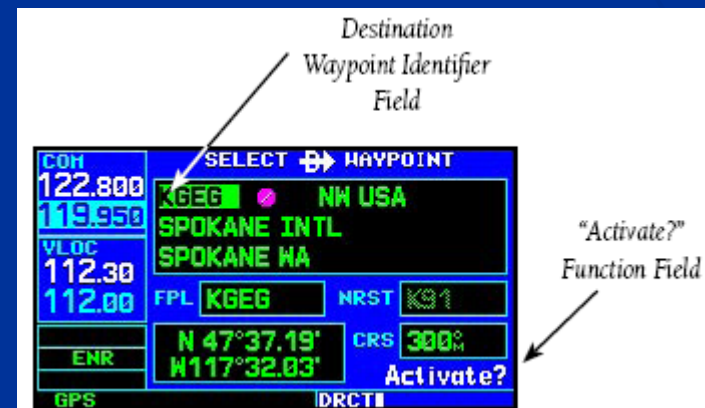 Destination
Waypoint Identifier
Field
COM
122.800
119.950
VLOC
112.30
112.00
ENR
GPS
SELECT D WAYPOINT
KGEG NW USA
SPOKANE INTL
SPOKANE WA
FPL KGEG NRST K91
N 47°37.19' CRS 300°M
W117°32.03'
Activate?
DRCT
"Activate?"
Function Field